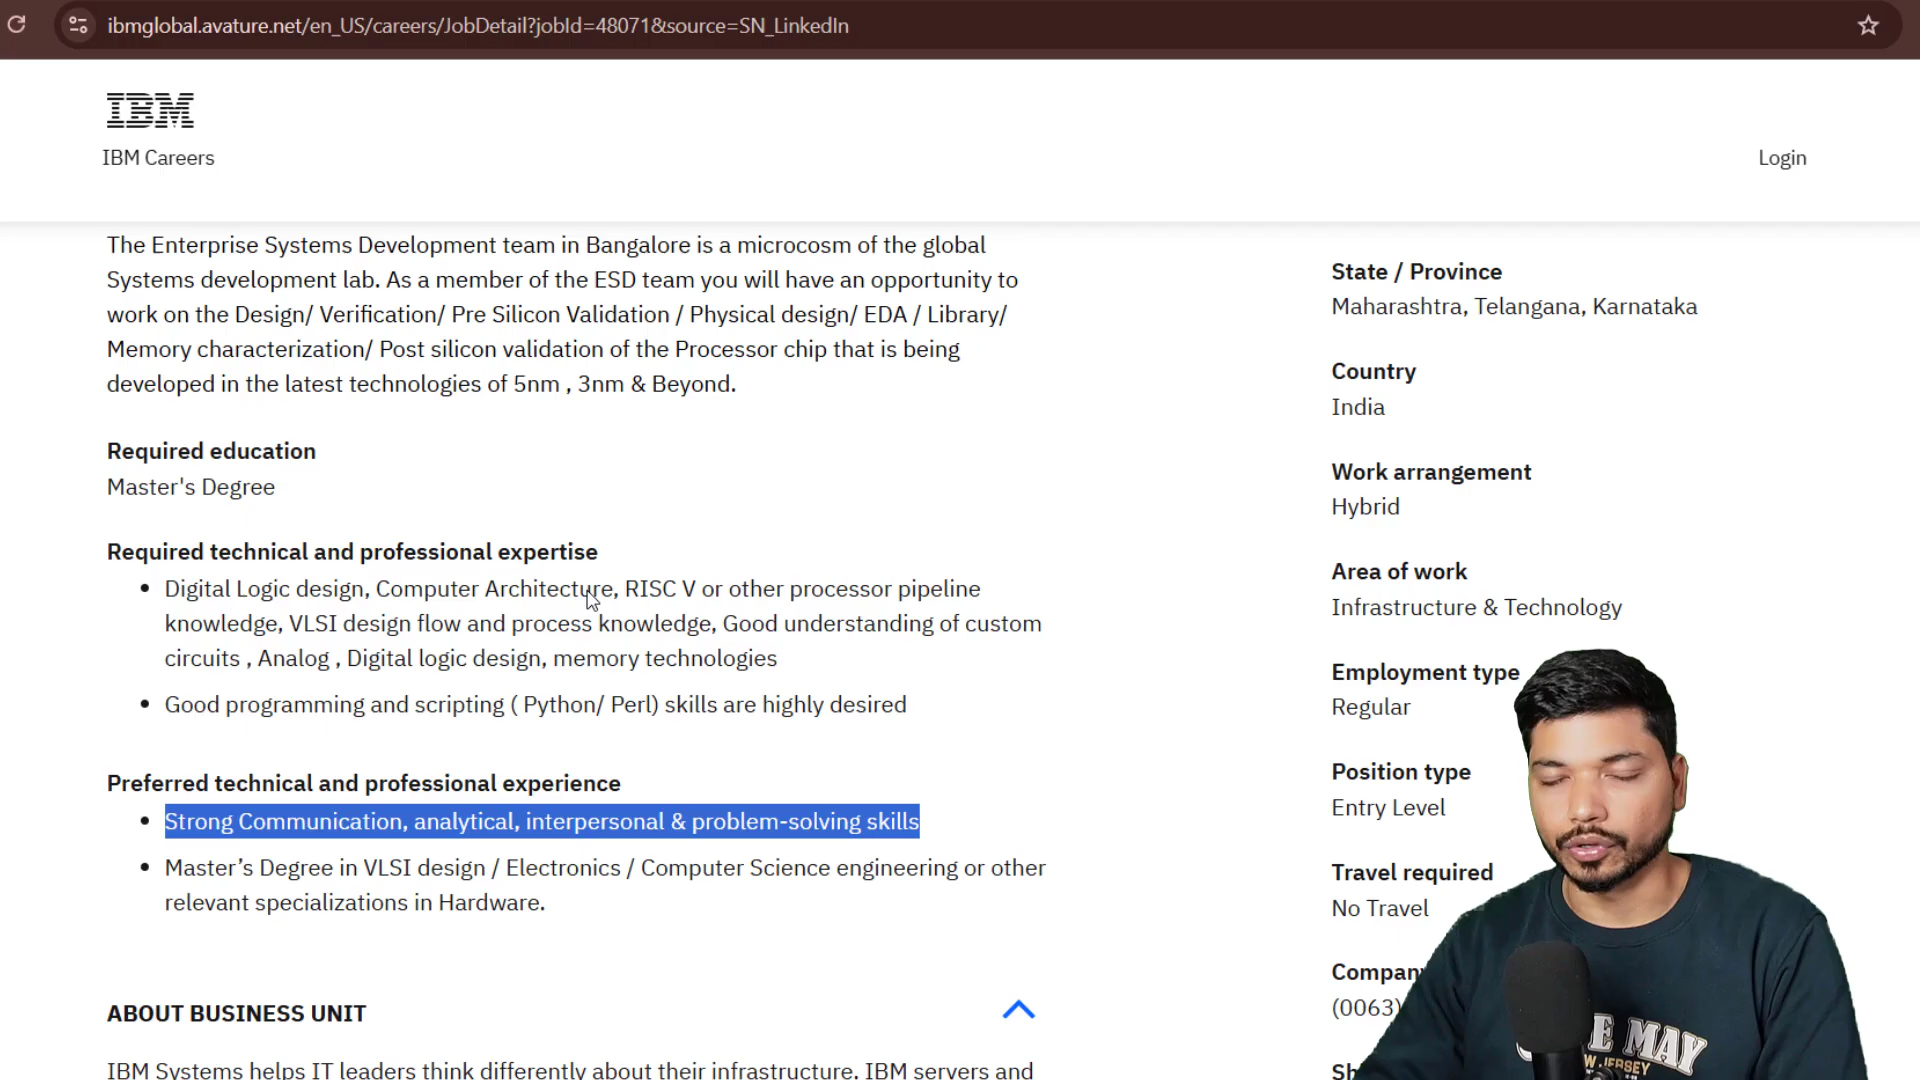 ibmglobal.avature.net/en_US/careers/JobDetail?jobId=48071&source=SN_LinkedIn
IBM
IBM Careers
Login
The Enterprise Systems Development team in Bangalore is a microcosm of the global
Systems development lab. As a member of the ESD team you will have an opportunity to
work on the Design/ Verification/ Pre Silicon Validation / Physical design/ EDA / Library/
Memory characterization/ Post silicon validation of the Processor chip that is being
developed in the latest technologies of 5nm , 3nm & Beyond.
Required education
Master's Degree
Required technical and professional expertise
• Digital Logic design, Computer Architecture, RISC V or other processor pipeline
knowledge, VLSI design flow and process knowledge, Good understanding of custom
circuits , Analog , Digital logic design, memory technologies
• Good programming and scripting ( Python/ Perl) skills are highly desired
Preferred technical and professional experience
• Strong Communication, analytical, interpersonal & problem-solving skills
• Master’s Degree in VLSI design / Electronics / Computer Science engineering or other
relevant specializations in Hardware.
ABOUT BUSINESS UNIT
IBM Systems helps IT leaders think differently about their infrastructure. IBM servers and
State / Province
Maharashtra, Telangana, Karnataka
Country
India
Work arrangement
Hybrid
Area of work
Infrastructure & Technology
Employment type
Regular
Position type
Entry Level
Travel required
No Travel
Company
(0063)
Sh
E MAY
JERSEY